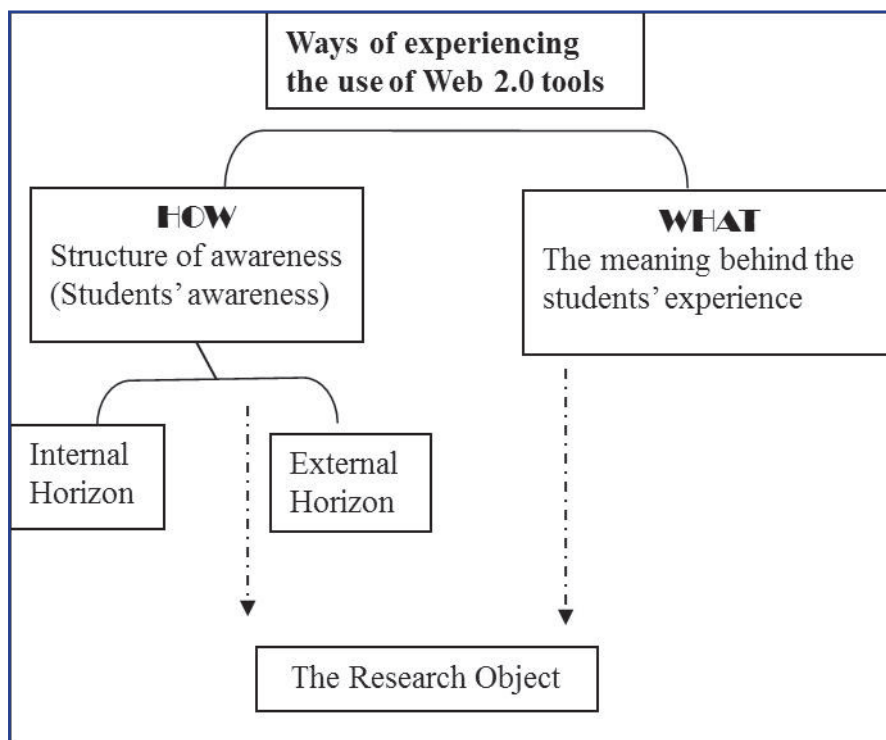 Ways of experiencing
the use of Web 2.0 tools
HOW
Structure of awareness
(Students’ awareness)
WHAT
The meaning behind the
students’ experience
Internal
Horizon
External
Horizon
The Research Object